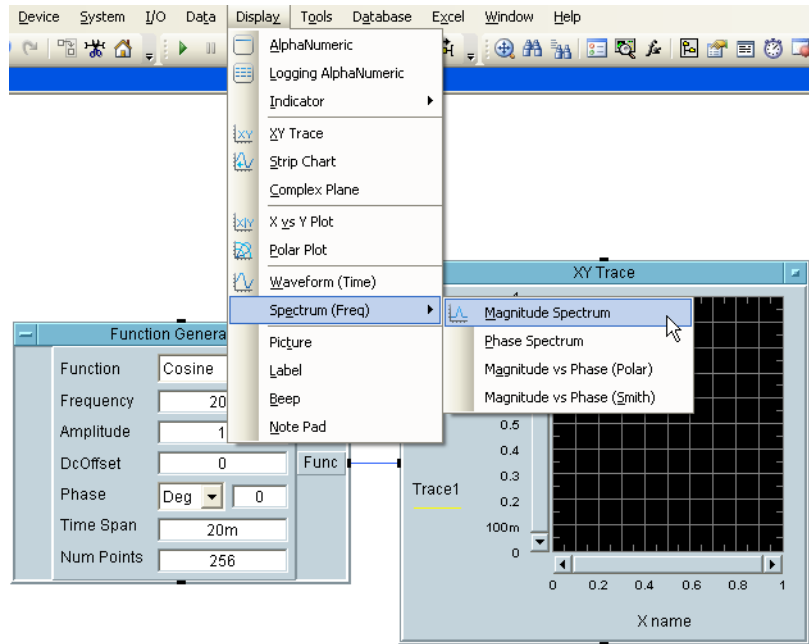 Device System I/O Data Display Tools Database Excel Window Help
AlphaNumeric
Logging AlphaNumeric
Indicator
XY Trace
Strip Chart
Complex Plane
X vs Y Plot
Polar Plot
Waveform (Time)
Spectrum (Freq)
Picture
Label
Beep
Note Pad
Magnitude Spectrum
Phase Spectrum
Magnitude vs Phase (Polar)
Magnitude vs Phase (Smith)
Function Genera
Function Cosine
Frequency 20
Amplitude 1
DcOffset 0
Phase Deg 0
Time Span 20m
Num Points 256
Func
XY Trace
0.5
0.4
0.3
Trace1
0.2
100m
0
0 0.2 0.4 0.6 0.8 1
X name